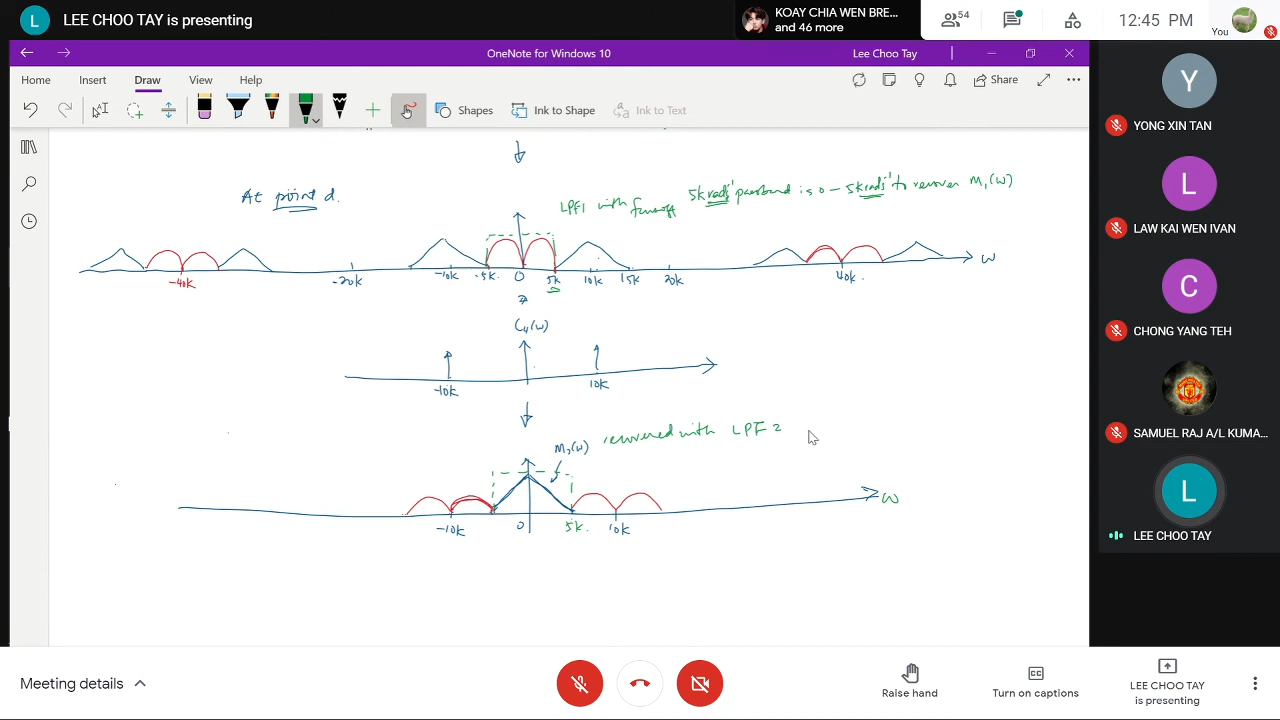 L
LEE CHOO TAY is presenting
KOAY CHIA WEN BRE...
and 46 more
54
12:45 PM
You
OneNote for Windows 10
Lee Choo Tay
Home
Insert
Draw
View
Help
Share
Shapes
Ink to Shape
Ink to Text
At point d.
LPF1 with fcutoff 5krads⁻¹ passband is 0 - 5krads⁻¹ to recover M₁(w)
w
-40k
-20k
-10k
-5k
0
5k
10k
15k
20k
40k
C₄(w)
-10k
10k
M₂(w)
recovered with LPF 2
w
-10k
0
5k
10k
Y
YONG XIN TAN
L
LAW KAI WEN IVAN
C
CHONG YANG TEH
SAMUEL RAJ A/L KUMA...
L
LEE CHOO TAY
Meeting details
Raise hand
Turn on captions
LEE CHOO TAY
is presenting